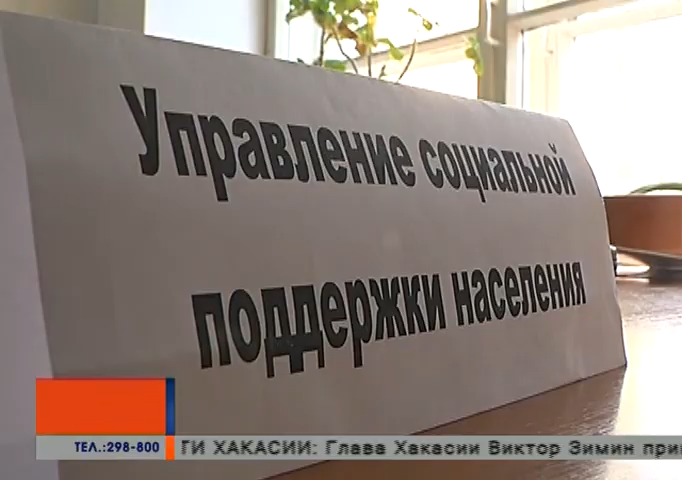 Управление социальной
поддержки населения
ТЕЛ.:298-800
ГИ ХАКАСИИ: Глава Хакасии Виктор Зимин